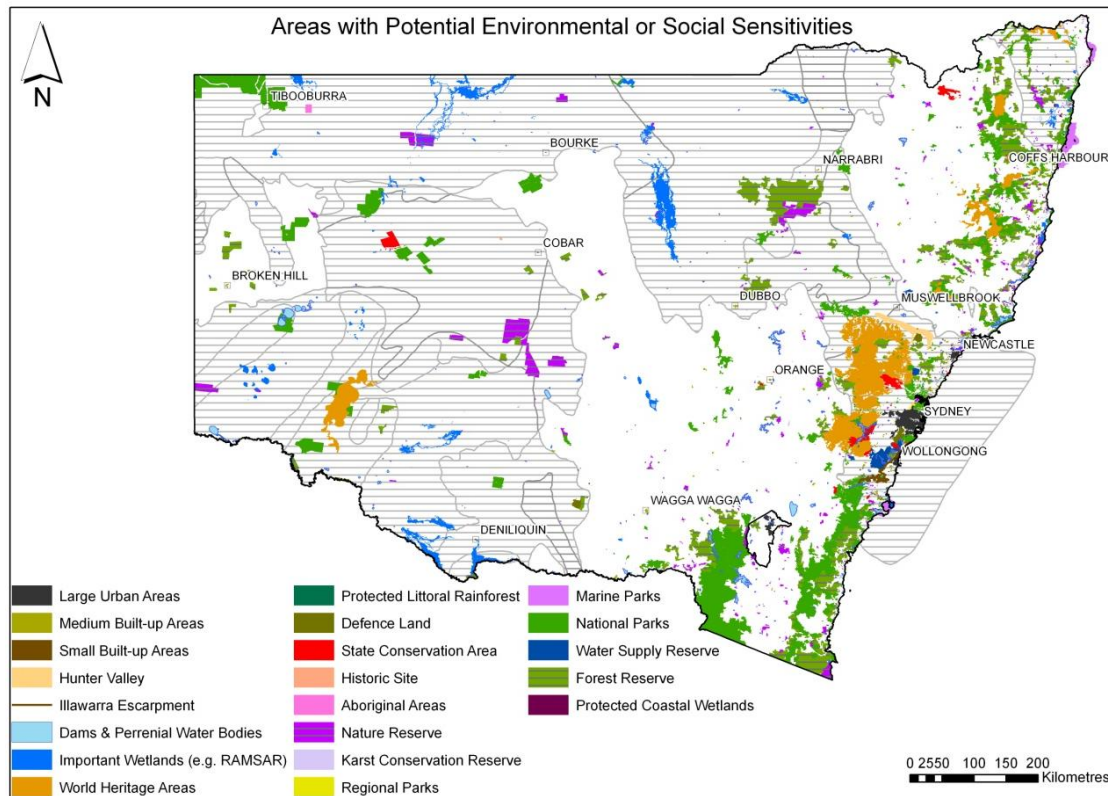 Areas with Potential Environmental or Social Sensitivities
N
TIBOOBURRA
BOURKE
NARRABRI
COFFS HARBOUR
COBAR
BROKEN HILL
DUBBO
MUSWELLBROOK
NEWCASTLE
ORANGE
SYDNEY
WOLLONGONG
WAGGA WAGGA
DENILIQUIN
Large Urban Areas
Medium Built-up Areas
Small Built-up Areas
Hunter Valley
Illawarra Escarpment
Dams & Perrenial Water Bodies
Important Wetlands (e.g. RAMSAR)
World Heritage Areas
Protected Littoral Rainforest
Defence Land
State Conservation Area
Historic Site
Aboriginal Areas
Nature Reserve
Karst Conservation Reserve
Regional Parks
Marine Parks
National Parks
Water Supply Reserve
Forest Reserve
Protected Coastal Wetlands
0 2550 100 150 200
Kilometres